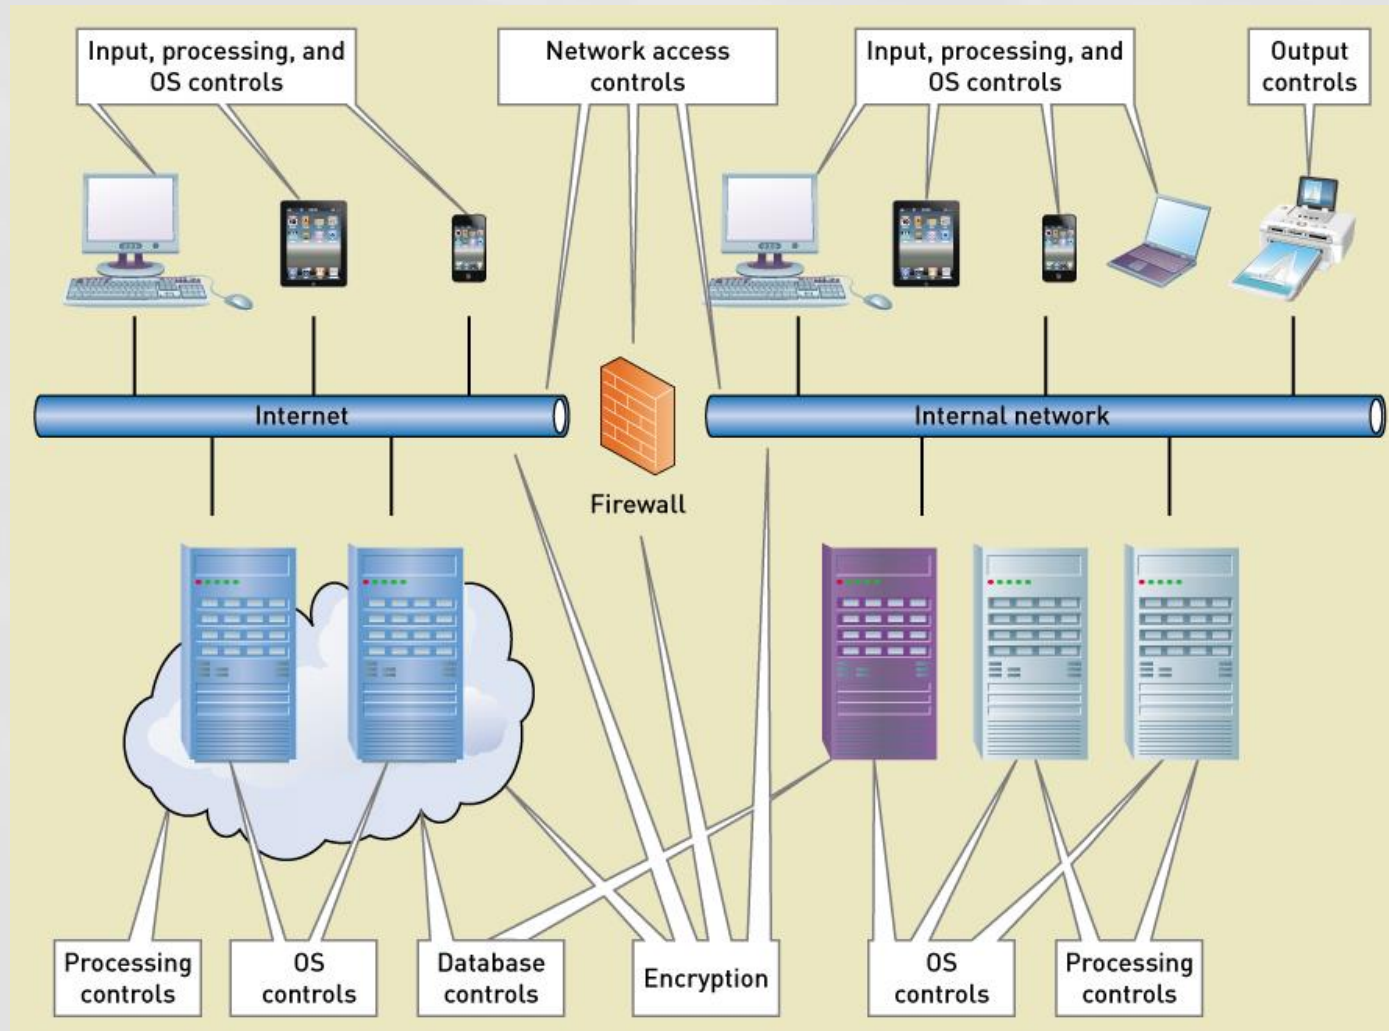 Input, processing, and
OS controls
Network access
controls
Input, processing, and
OS controls
Output
controls
Internet
Internal network
Firewall
Processing
controls
OS
controls
Database
controls
Encryption
OS
controls
Processing
controls